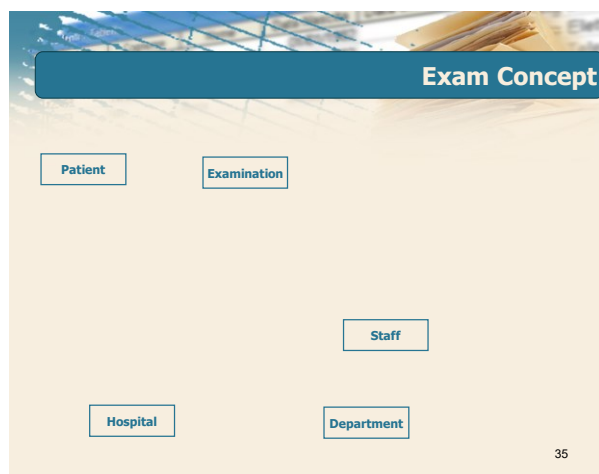 Exam Concept
Patient
Examination
Staff
Hospital
Department
35